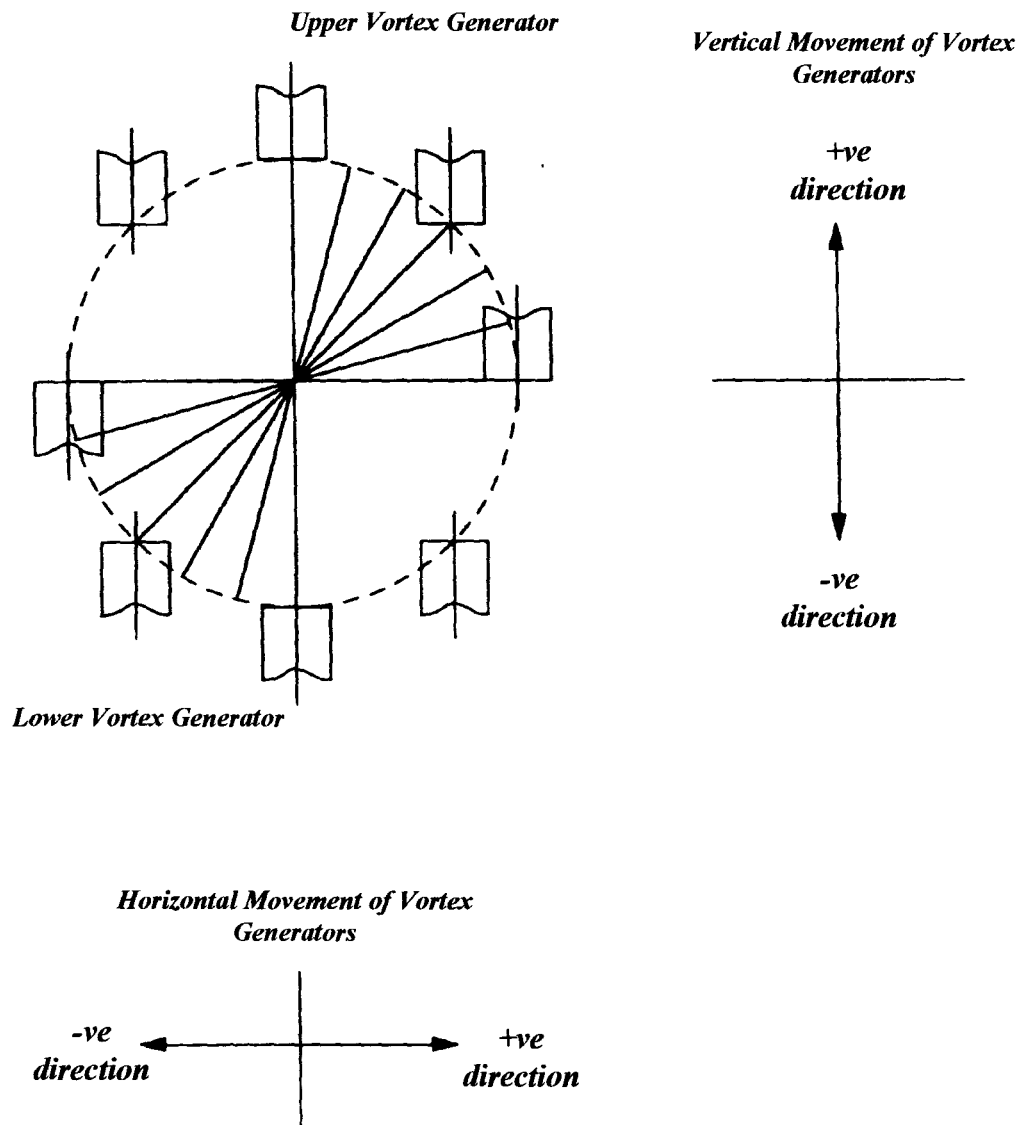 Upper Vortex Generator
Vertical Movement of Vortex
Generators
+ve
direction
-ve
direction
Lower Vortex Generator
Horizontal Movement of Vortex
Generators
-ve
direction
+ve
direction